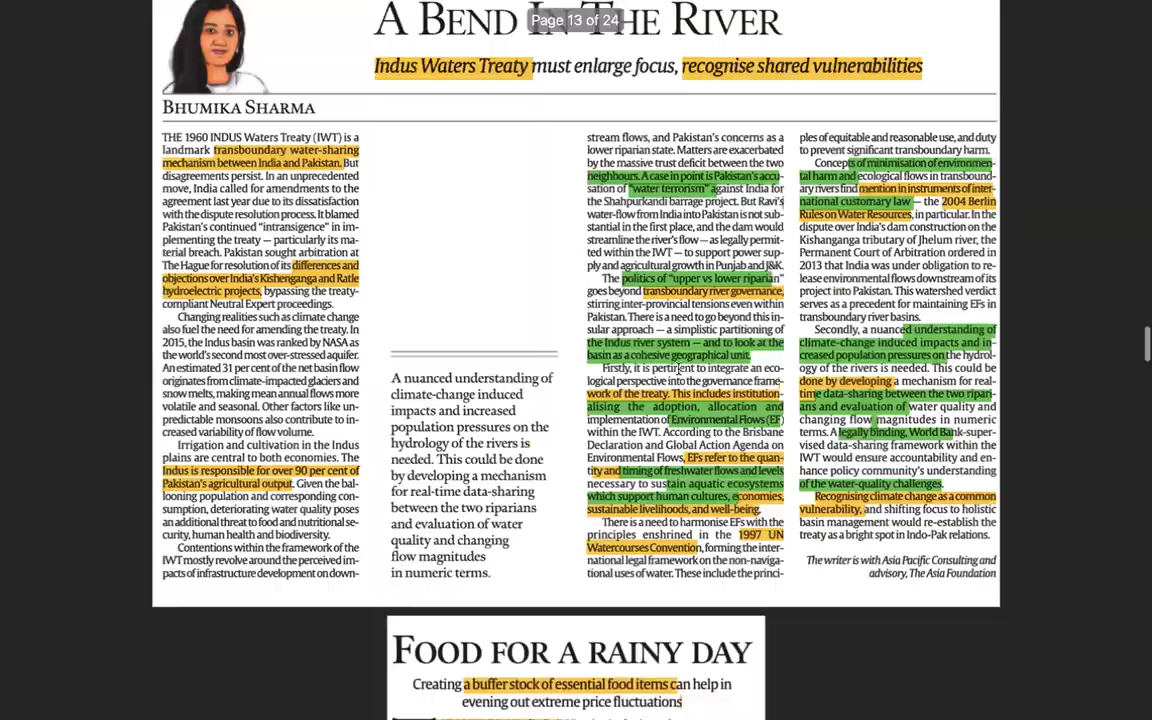 A BEND IN THE RIVER
Page 13 of 24
Indus Waters Treaty must enlarge focus, recognise shared vulnerabilities
BHUMIKA SHARMA
THE 1960 INDUS Waters Treaty (IWT) is a
landmark transboundary water-sharing
mechanism between India and Pakistan. But
disagreements persist. In an unprecedented
move, India called for amendments to the
agreement last year due to its dissatisfaction
with the dispute resolution process. It blamed
Pakistan's continued "intransigence" in im-
plementing the treaty — particularly its ma-
terial breach. Pakistan sought arbitration at
The Hague for resolution of its differences and
objections over India's Kishenganga and Ratle
hydroelectric projects, bypassing the treaty-
compliant Neutral Expert proceedings.
Changing realities such as climate change
also fuel the need for amending the treaty. In
2015, the Indus basin was ranked by NASA as
the world's second most over-stressed aquifer.
An estimated 31 per cent of the net basin flow
originates from climate-impacted glaciers and
snow melts, making mean annual flows more
volatile and seasonal. Other factors like un-
predictable monsoons also contribute to in-
creased variability of flow volume.
Irrigation and cultivation in the Indus
plains are central to both economies. The
Indus is responsible for over 90 per cent of
Pakistan's agricultural output. Given the bal-
looning population and corresponding con-
sumption, deteriorating water quality poses
an additional threat to food and nutritional se-
curity, human health and biodiversity.
Contentions within the framework of the
IWT mostly revolve around the perceived im-
pacts of infrastructure development on down-
A nuanced understanding of
climate-change induced
impacts and increased
population pressures on the
hydrology of the rivers is
needed. This could be done
by developing a mechanism
for real-time data-sharing
between the two riparians
and evaluation of water
quality and changing
flow magnitudes
in numeric terms.
stream flows, and Pakistan's concerns as a
lower riparian state. Matters are exacerbated
by the massive trust deficit between the two
neighbours. A case in point is Pakistan's accu-
sation of "water terrorism" against India for
the Shahpurkandi barrage project. But Ravi's
water-flow from India into Pakistan is not sub-
stantial in the first place, and the dam would
streamline the river's flow — as legally permit-
ted within the IWT — to support power sup-
ply and agricultural growth in Punjab and J&K.
The politics of "upper vs lower riparian"
goes beyond transboundary river governance,
stirring inter-provincial tensions even within
Pakistan. There is a need to go beyond this in-
sular approach — a simplistic partitioning of
the Indus river system — and to look at the
basin as a cohesive geographical unit.
Firstly, it is pertinent to integrate an eco-
logical perspective into the governance frame-
work of the treaty. This includes institution-
alising the adoption, allocation and
implementation of Environmental Flows (EF)
within the IWT. According to the Brisbane
Declaration and Global Action Agenda on
Environmental Flows, EFs refer to the quan-
tity and timing of freshwater flows and levels
necessary to sustain aquatic ecosystems
which support human cultures, economies,
sustainable livelihoods, and well-being.
There is a need to harmonise EFs with the
principles enshrined in the 1997 UN
Watercourses Convention, forming the inter-
national legal framework on the non-naviga-
tional uses of water. These include the princi-
ples of equitable and reasonable use, and duty
to prevent significant transboundary harm.
Concepts of minimisation of environmen-
tal harm and ecological flows in transbound-
ary rivers find mention in instruments of inter-
national customary law — the 2004 Berlin
Rules on Water Resources, in particular. In the
dispute over India's dam construction on the
Kishanganga tributary of Jhelum river, the
Permanent Court of Arbitration ordered in
2013 that India was under obligation to re-
lease environmental flows downstream of its
project into Pakistan. This watershed verdict
serves as a precedent for maintaining EFs in
transboundary river basins.
Secondly, a nuanced understanding of
climate-change induced impacts and in-
creased population pressures on the hydrol-
ogy of the rivers is needed. This could be
done by developing a mechanism for real-
time data-sharing between the two ripari-
ans and evaluation of water quality and
changing flow magnitudes in numeric
terms. A legally binding, World Bank-super-
vised data-sharing framework within the
IWT would ensure accountability and en-
hance policy community's understanding
of the water-quality challenges.
Recognising climate change as a common
vulnerability, and shifting focus to holistic
basin management would re-establish the
treaty as a bright spot in Indo-Pak relations.
The writer is with Asia Pacific Consulting and
advisory, The Asia Foundation
FOOD FOR A RAINY DAY
Creating a buffer stock of essential food items can help in
evening out extreme price fluctuations